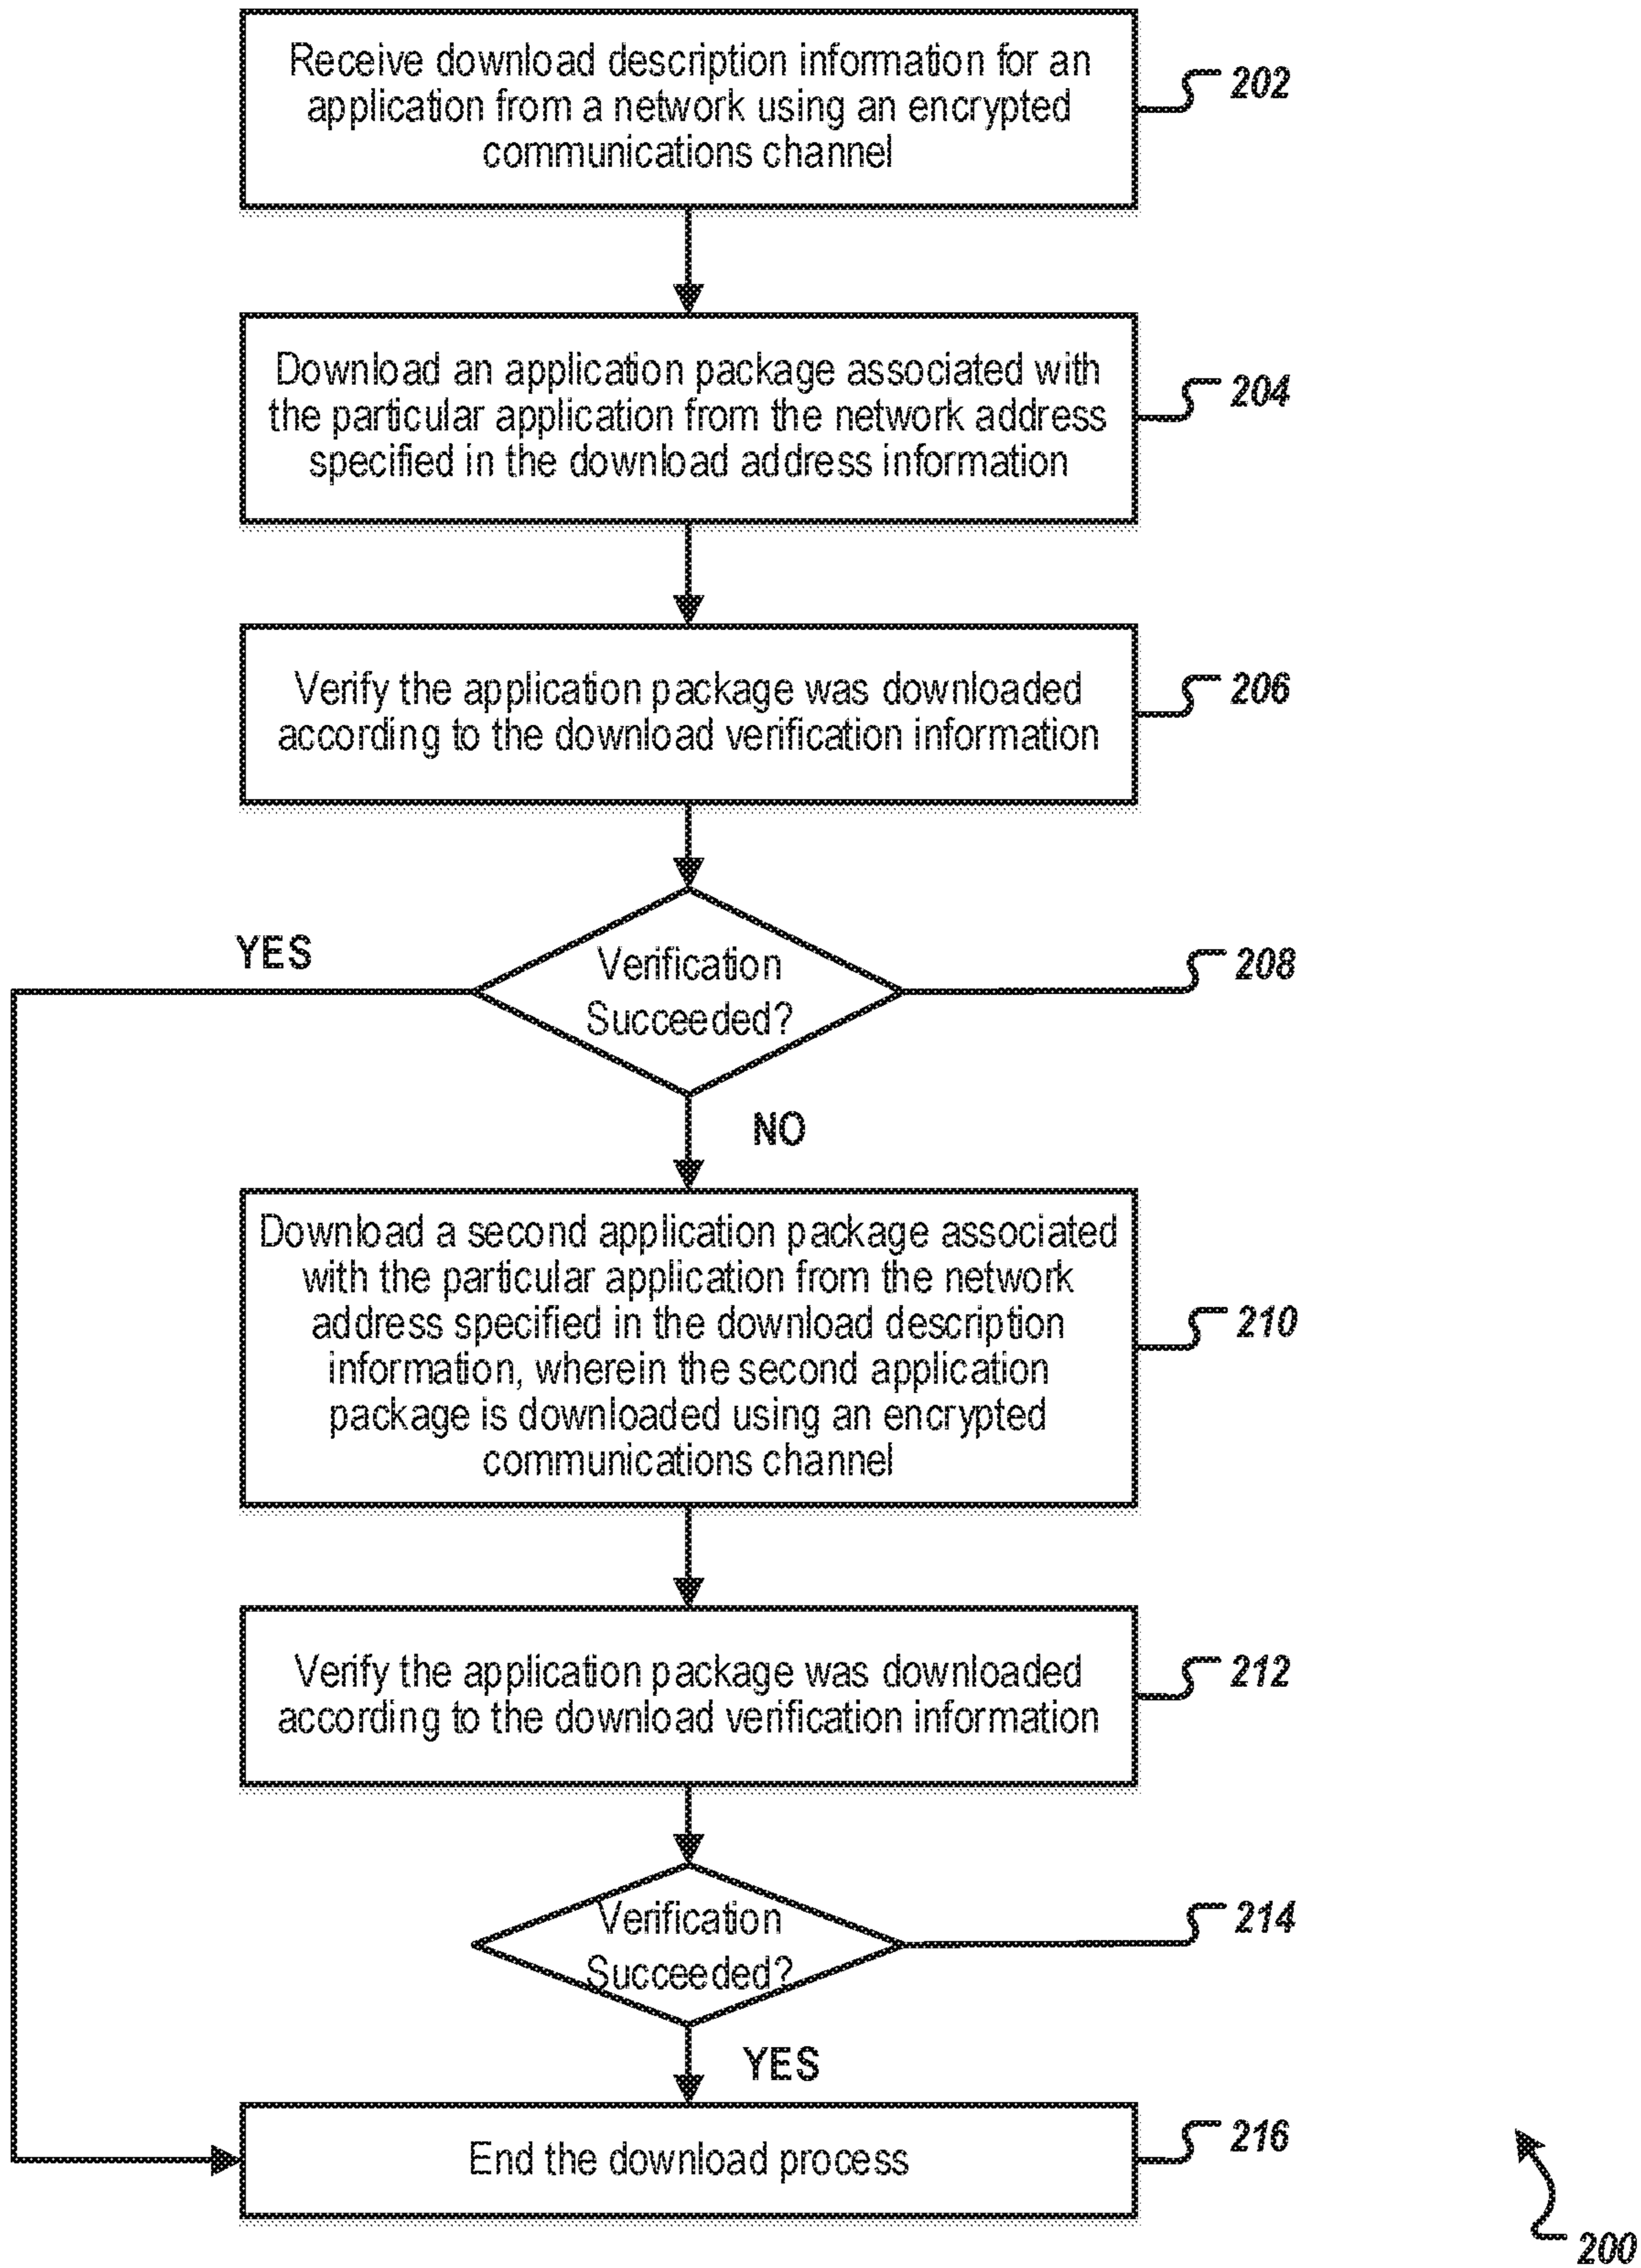 Receive download description information for an
application from a network using an encrypted
communications channel
202
Download an application package associated with
the particular application from the network address
specified in the download address information
204
Verify the application package was downloaded
according to the download verification information
206
YES
Verification
Succeeded?
208
NO
Download a second application package associated
with the particular application from the network
address specified in the download description
information, wherein the second application
package is downloaded using an encrypted
communications channel
210
Verify the application package was downloaded
according to the download verification information
212
Verification
Succeeded?
214
YES
End the download process
216
200